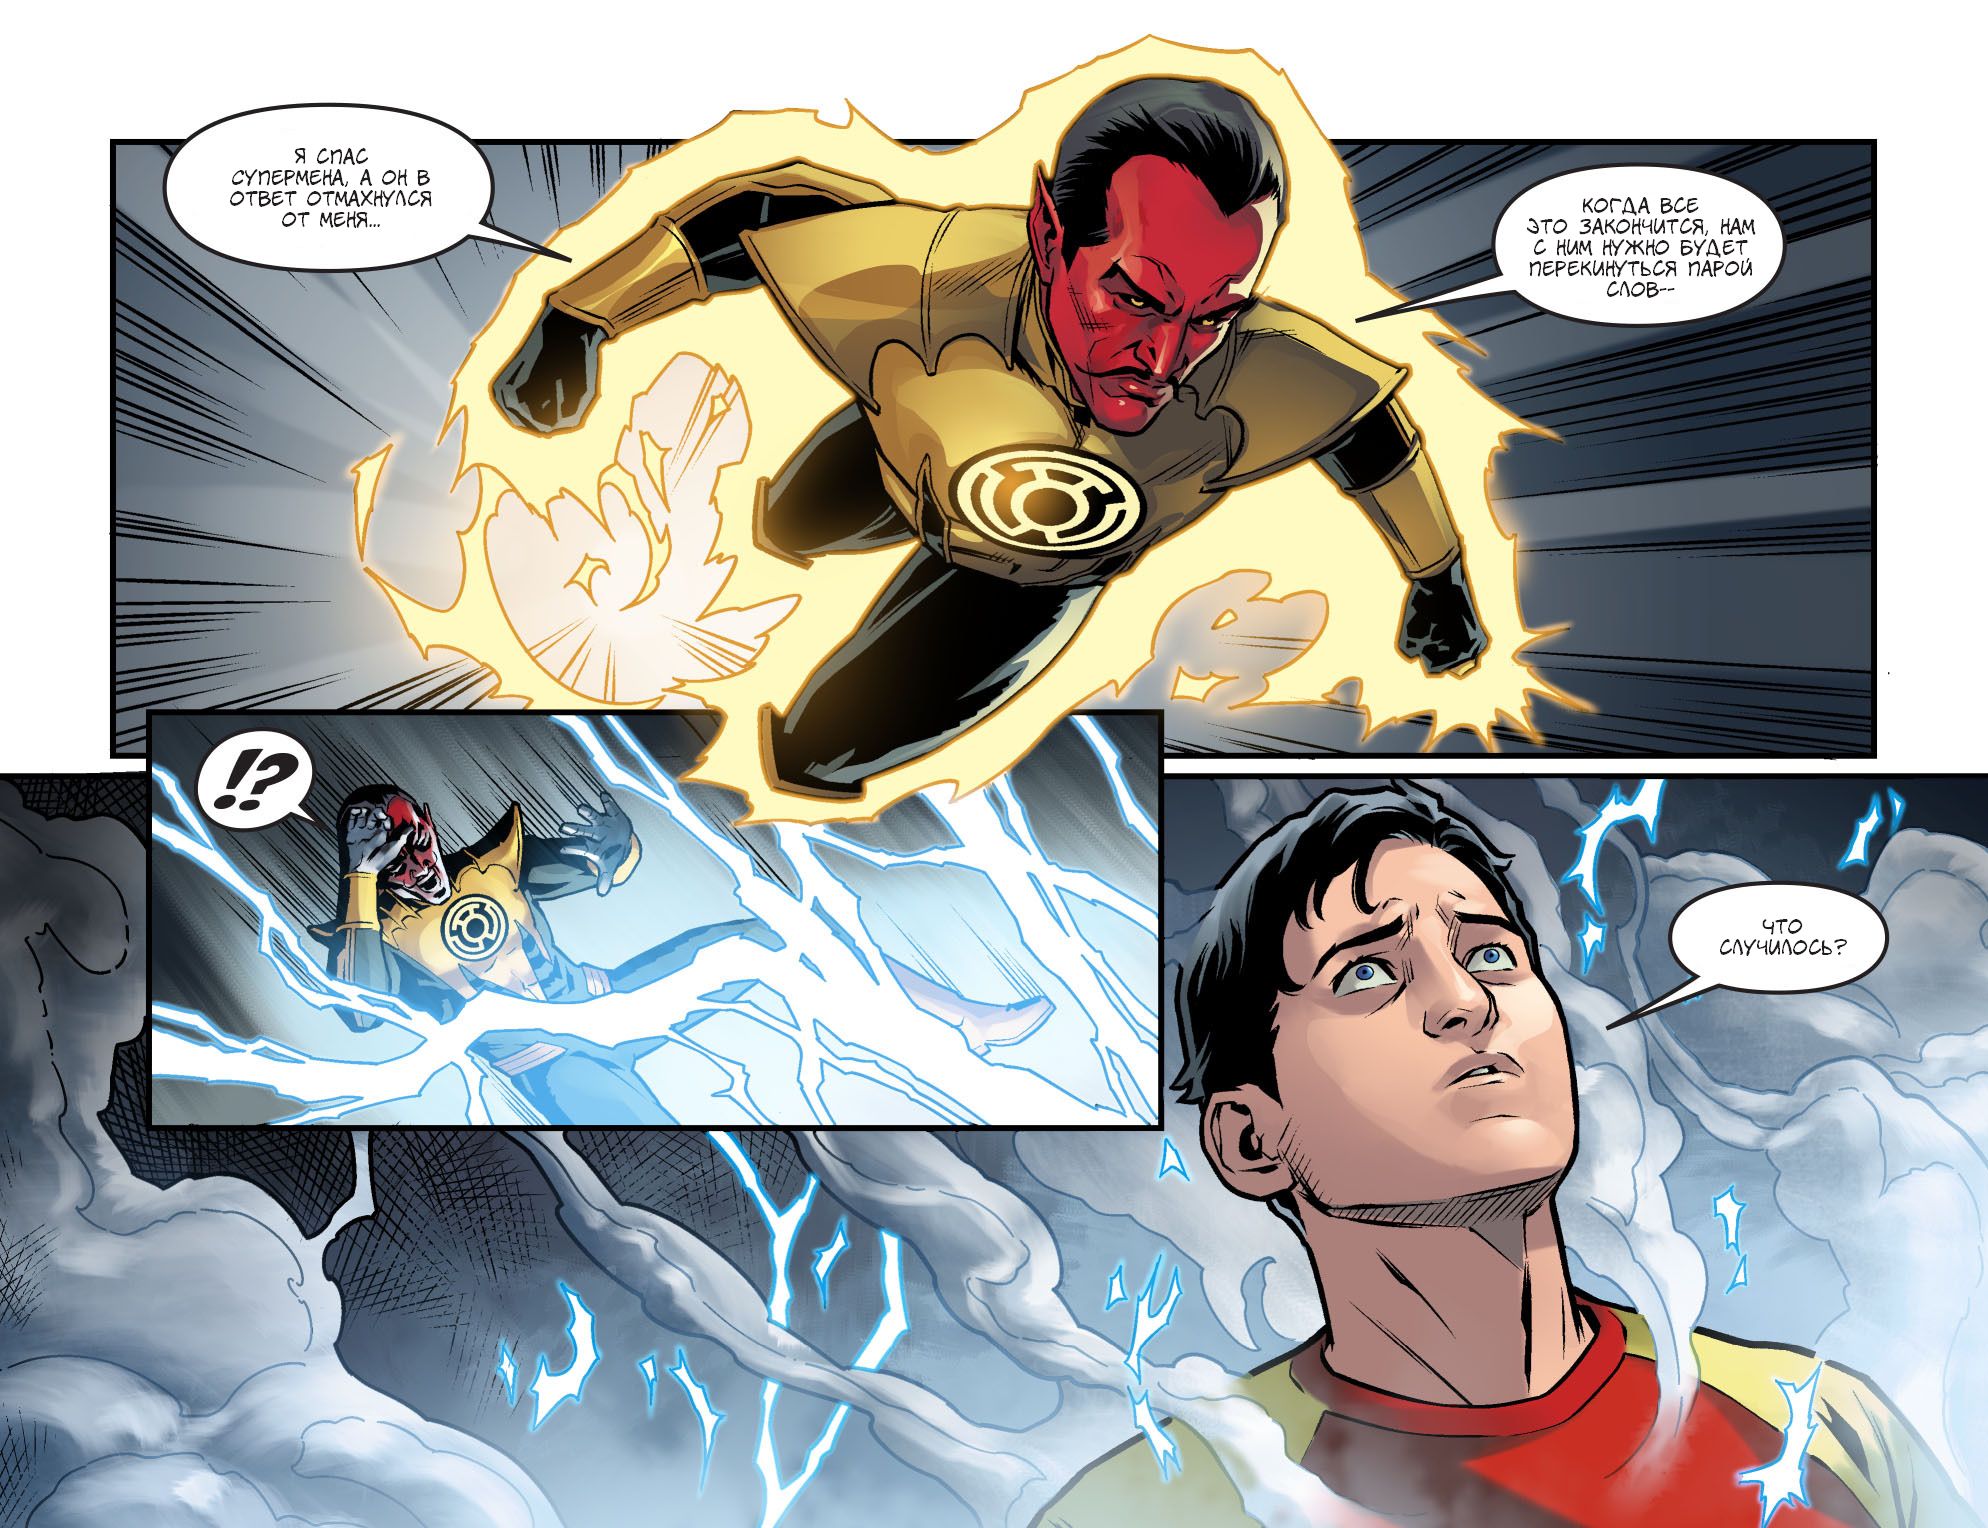 Я СПАС
СУПЕРМЕНА, А ОН В
ОТВЕТ ОТМАХНУЛСЯ
ОТ МЕНЯ...
КОГДА ВСЕ
ЭТО ЗАКОНЧИТСЯ, НАМ
С НИМ НУЖНО БУДЕТ
ПЕРЕКИНУТЬСЯ ПАРОЙ
СЛОВ--
!?
ЧТО
СЛУЧИЛОСЬ?